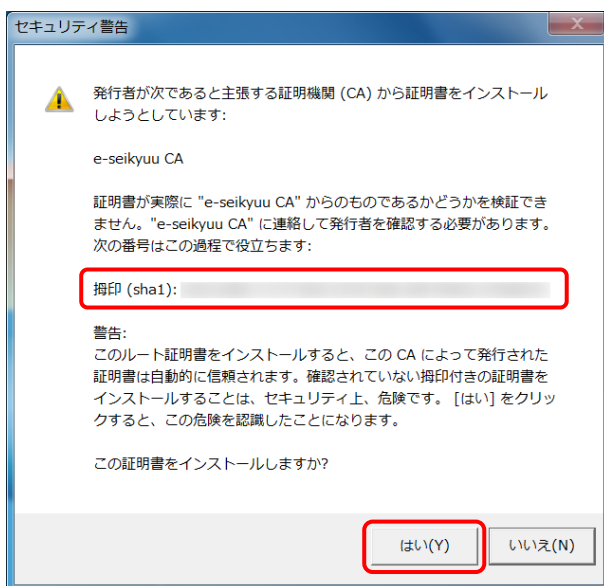 セキュリティ警告
発行者が次であると主張する証明機関 (CA) から証明書をインストール
しようとしています:
e-seikyuu CA
証明書が実際に "e-seikyuu CA" からのものであるかどうかを検証でき
ません。"e-seikyuu CA" に連絡して発行者を確認する必要があります。
次の番号はこの過程で役立ちます:
拇印 (sha1):
警告:
このルート証明書をインストールすると、この CA によって発行された
証明書は自動的に信頼されます。確認されていない拇印付きの証明書を
インストールすることは、セキュリティ上、危険です。 [はい] をクリッ
クすると、この危険を認識したことになります。
この証明書をインストールしますか?
はい(Y)
いいえ(N)